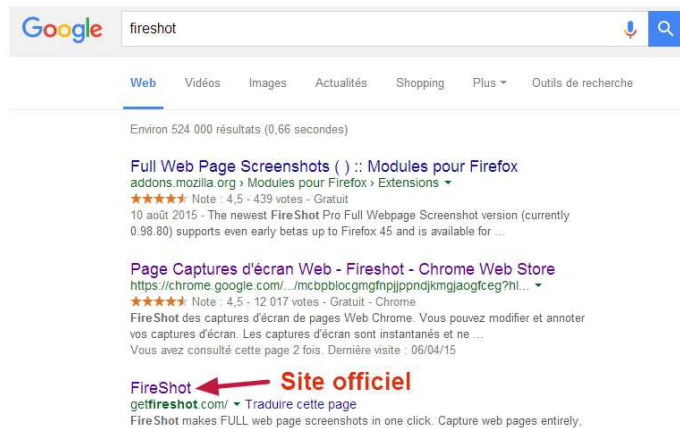 Google fireshot
Web Vidéos Images Actualités Shopping Plus Outils de recherche
Environ 524 000 résultats (0,66 secondes)
Full Web Page Screenshots ( ) :: Modules pour Firefox
addons.mozilla.org › Modules pour Firefox › Extensions
Note : 4,5 - 439 votes - Gratuit
10 août 2015 - The newest FireShot Pro Full Webpage Screenshot version (currently
0.98.80) supports even early betas up to Firefox 45 and is available for ...
Page Captures d'écran Web - Fireshot - Chrome Web Store
https://chrome.google.com/.../mcbpblocgmgfnpjjppndjkmgjaogfceg?hl...
Note : 4,5 - 12 017 votes - Gratuit - Chrome
FireShot des captures d'écran de pages Web Chrome. Vous pouvez modifier et annoter
vos captures d'écran. Les captures d'écran sont instantanés et ne ...
Vous avez consulté cette page 2 fois. Dernière visite : 06/04/15
FireShot Site officiel
getfireshot.com/ Traduire cette page
FireShot makes FULL web page screenshots in one click. Capture web pages entirely,